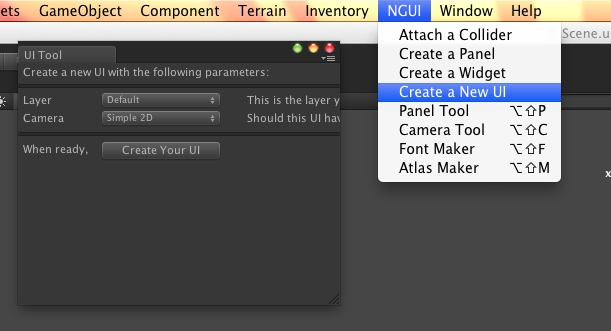 ets GameObject Component Terrain Inventory NGUI Window Help
Scene.u
UI Tool
Create a new UI with the following parameters:
Layer Default This is the layer y
Camera Simple 2D Should this UI hav
When ready, Create Your UI
Attach a Collider
Create a Panel
Create a Widget
Create a New UI
Panel Tool ⌥⇧P
Camera Tool ⌥⇧C
Font Maker ⌥⇧F
Atlas Maker ⌥⇧M
x